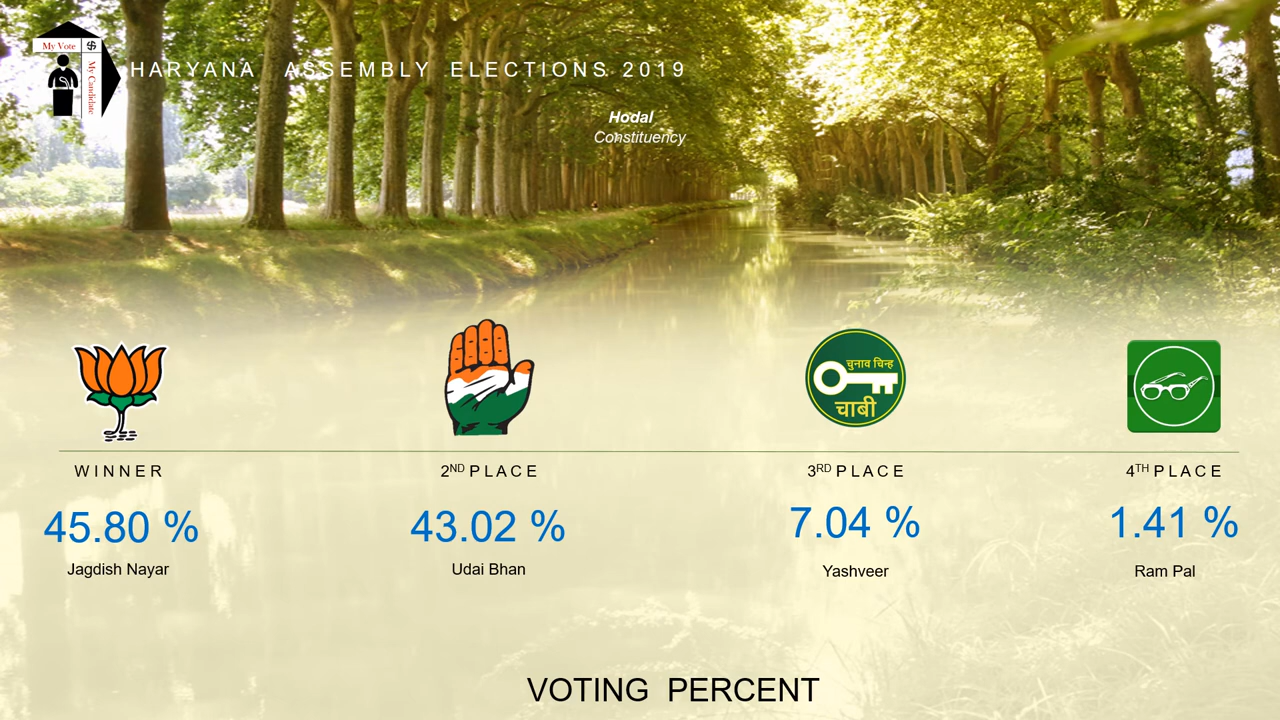 My Vote
My Candidate
HARYANA ASSEMBLY ELECTIONS 2019
Hodal
Constituency
चुनाव चिन्ह
चाबी
WINNER
2ND PLACE
3RD PLACE
4TH PLACE
45.80 %
43.02 %
7.04 %
1.41 %
Jagdish Nayar
Udai Bhan
Yashveer
Ram Pal
VOTING PERCENT